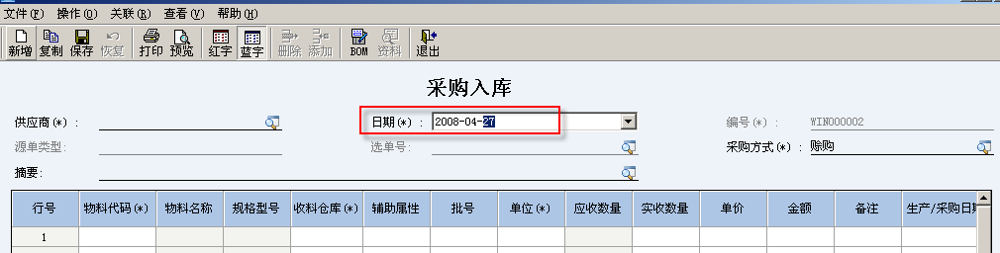 文件(F) 操作(O) 关联(R) 查看(V) 帮助(H)
新增 复制 保存 恢复 打印 预览 红字 蓝字 删除 添加 BOM 资料 退出
采购入库
供应商(*): 日期(*): 2008-04-27 编号(*): WIN000002
源单类型: 选单号: 采购方式(*): 赊购
摘要:
行号 物料代码(*) 物料名称 规格型号 收料仓库(*) 辅助属性 批号 单位(*) 应收数量 实收数量 单价 金额 备注 生产/采购日期
1